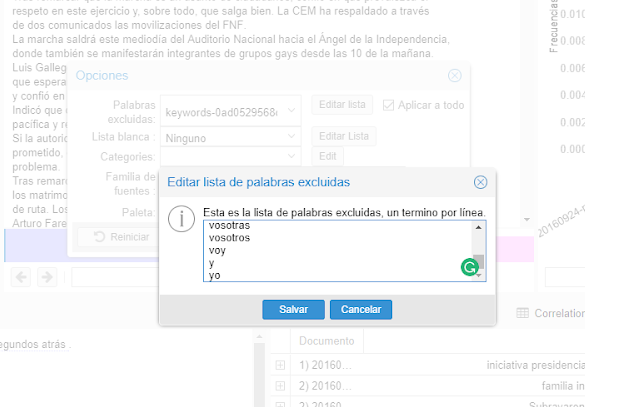 respeto en este ejercicio y, sobre todo, que salga bien. La CEM ha respaldado a través
de dos comunicados las movilizaciones del FNF.
La marcha saldrá este mediodía del Auditorio Nacional hacia el Ángel de la Independencia,
donde también se manifestarán integrantes de grupos gays desde las 10 de la mañana.
Luis Galleg
que espera
y confió en
Indicó que
pacífica y re
Si la autorid
prometido,
problema.
Tras remar
los matrimo
de ruta. Los
Arturo Fare
Opciones
Palabras excluidas:
keywords-0ad0529568
Editar lista
Aplicar a todo
Lista blanca :
Ninguno
Editar Lista
Categories:
Edit
Familia de fuentes :
Paleta:
Reiniciar
Editar lista de palabras excluidas
Esta es la lista de palabras excluidas, un termino por línea.
vosotras
vosotros
voy
y
yo
Salvar
Cancelar
Frecuencias
0.010
0.008
0.006
0.004
0.002
0.000
20160924-r
Correlation
egundos atrás .
Documento
1) 20160...
iniciativa presidencia
2) 20160...
familia in
3) 20160...
Subrayaron